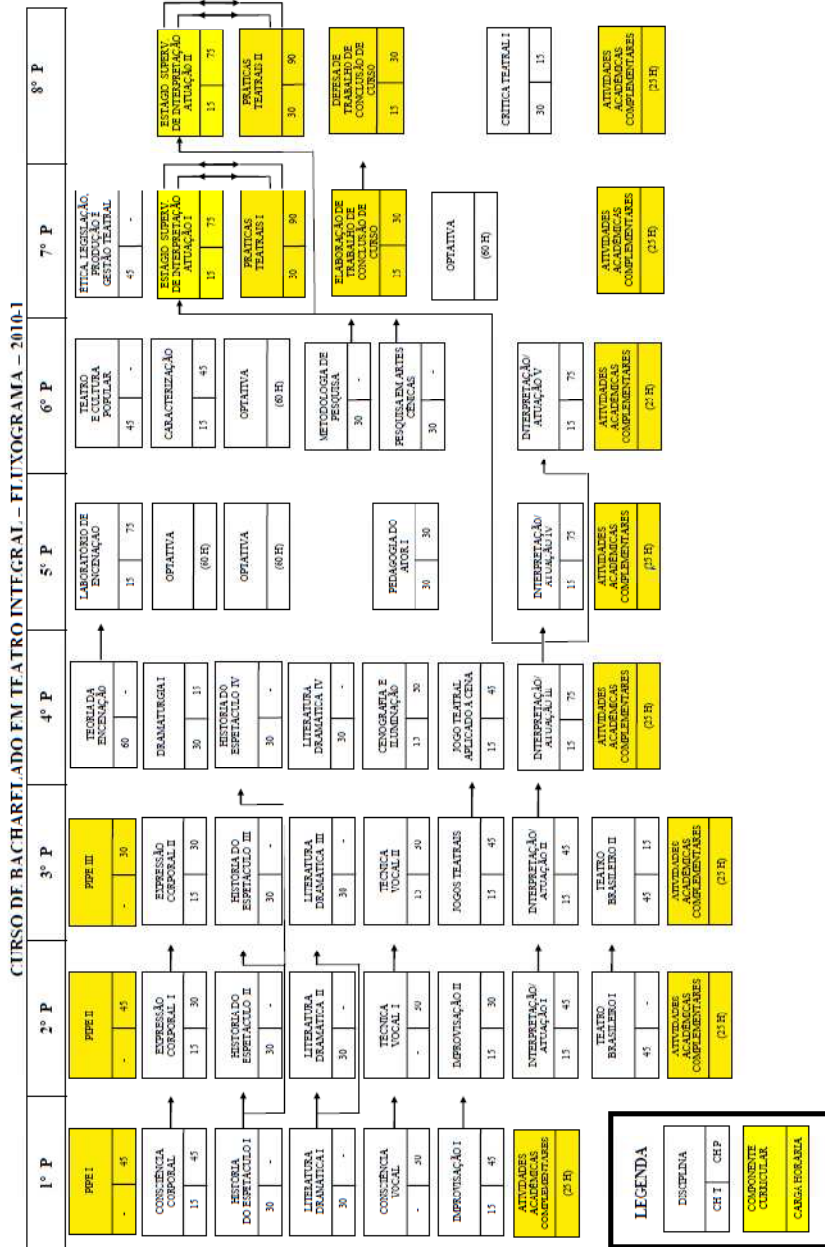 CURSO DE BACHARELADO EM TEATRO INTEGRAL – FLUXOGRAMA – 2010-1
1º P
2º P
3º P
4º P
5º P
6º P
7º P
8º P
PIPE I
- 45
CONSCIÊNCIA
CORPORAL
15 45
HISTÓRIA
DO ESPETÁCULO I
30 -
LITERATURA
DRAMÁTICA I
30 -
CONSCIÊNCIA
VOCAL
- 30
IMPROVISAÇÃO I
15 45
ATIVIDADES
ACADÊMICAS
COMPLEMENTARES
(25 H)
PIPE II
- 45
EXPRESSÃO
CORPORAL I
15 30
HISTÓRIA DO
ESPETÁCULO II
30 -
LITERATURA
DRAMÁTICA II
30 -
TÉCNICA
VOCAL I
- 30
IMPROVISAÇÃO II
15 30
INTERPRETAÇÃO/
ATUAÇÃO I
15 45
TEATRO
BRASILEIRO I
45 -
ATIVIDADES
ACADÊMICAS
COMPLEMENTARES
(25 H)
PIPE III
- 30
EXPRESSÃO
CORPORAL II
15 30
HISTÓRIA DO
ESPETÁCULO III
30 -
LITERATURA
DRAMÁTICA III
30 -
TÉCNICA
VOCAL II
15 30
JOGOS TEATRAIS
15 45
INTERPRETAÇÃO/
ATUAÇÃO II
15 45
TEATRO
BRASILEIRO II
45 15
ATIVIDADES
ACADÊMICAS
COMPLEMENTARES
(25 H)
TEORIA DA
ENCENAÇÃO
60 -
DRAMATURGIA I
30 15
HISTÓRIA DO
ESPETÁCULO IV
30 -
LITERATURA
DRAMÁTICA IV
30 -
CENOGRAFIA E
ILUMINAÇÃO
15 30
JOGO TEATRAL
APLICADO A CENA
15 45
INTERPRETAÇÃO/
ATUAÇÃO III
15 75
ATIVIDADES
ACADÊMICAS
COMPLEMENTARES
(25 H)
LABORATÓRIO DE
ENCENAÇÃO
15 75
OPTATIVA
(60 H)
OPTATIVA
(60 H)
PEDAGOGIA DO
ATOR I
30 30
INTERPRETAÇÃO/
ATUAÇÃO IV
15 75
ATIVIDADES
ACADÊMICAS
COMPLEMENTARES
(25 H)
TEATRO
E CULTURA
POPULAR
45 -
CARACTERIZAÇÃO
15 45
OPTATIVA
(60 H)
METODOLOGIA DE
PESQUISA
30 -
PESQUISA EM ARTES
CÊNICAS
30 -
INTERPRETAÇÃO/
ATUAÇÃO V
15 75
ATIVIDADES
ACADÊMICAS
COMPLEMENTARES
(25 H)
ÉTICA, LEGISLAÇÃO,
PRODUÇÃO E
GESTÃO TEATRAL
45 -
ESTÁGIO SUPERV.
DE INTERPRETAÇÃO
ATUAÇÃO I
15 75
PRÁTICAS
TEATRAIS I
30 90
ELABORAÇÃO DE
TRABALHO DE
CONCLUSÃO DE
CURSO
15 30
OPTATIVA
(60 H)
ATIVIDADES
ACADÊMICAS
COMPLEMENTARES
(25 H)
ESTÁGIO SUPERV.
DE INTERPRETAÇÃO
ATUAÇÃO II
15 75
PRÁTICAS
TEATRAIS II
30 90
DEFESA DE
TRABALHO DE
CONCLUSÃO DE
CURSO
15 30
CRÍTICA TEATRAL I
30 15
ATIVIDADES
ACADÊMICAS
COMPLEMENTARES
(25 H)
LEGENDA
DISCIPLINA
CH T CH P
COMPONENTE
CURRICULAR
CARGA HORARIA